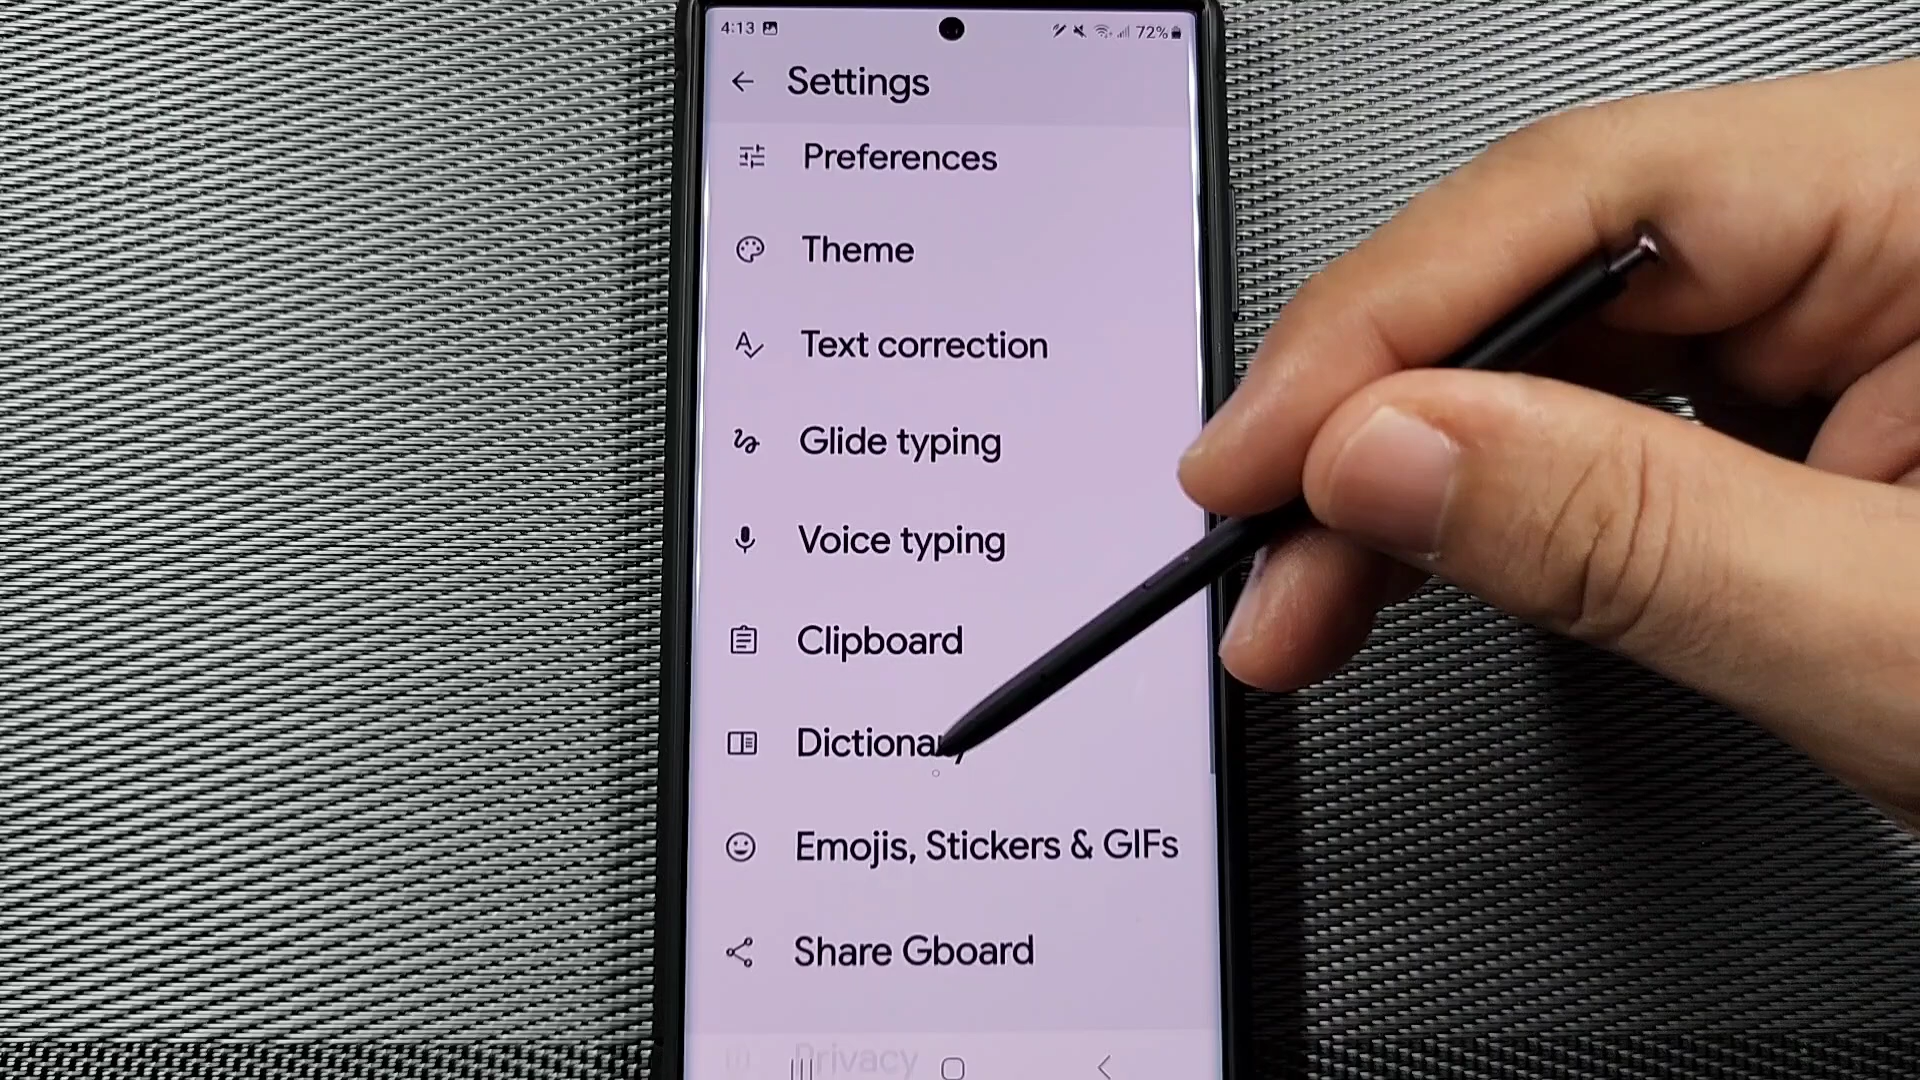 4:13 72%
Settings
Preferences
Theme
Text correction
Glide typing
Voice typing
Clipboard
Dictionary
Emojis, Stickers & GIFs
Share Gboard
Privacy